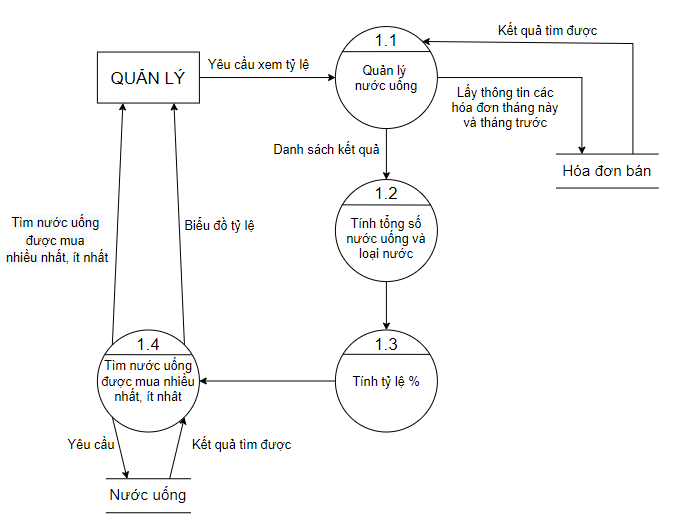 Kết quả tìm được
1.1
QUẢN LÝ
Yêu cầu xem tỷ lệ
Quản lý
nước uống
Lấy thông tin các
hóa đơn tháng này
và tháng trước
Danh sách kết quả
Hóa đơn bán
1.2
Tính tổng số
nước uống và
loại nước
Tìm nước uống
được mua
nhiều nhất, ít nhất
Biểu đồ tỷ lệ
1.4
Tìm nước uống
được mua nhiều
nhất, ít nhât
1.3
Tính tỷ lệ %
Yêu cầu
Kết quả tìm được
Nước uống